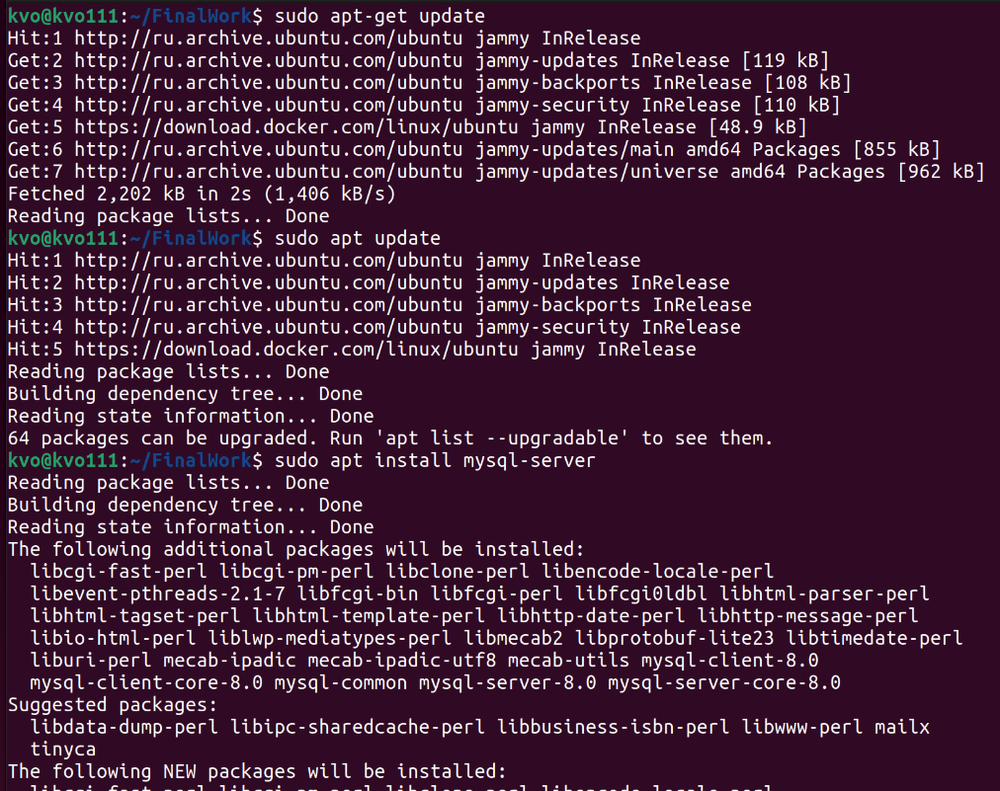 kvo@kvo111:~/FinalWork$ sudo apt-get update
Hit:1 http://ru.archive.ubuntu.com/ubuntu jammy InRelease
Get:2 http://ru.archive.ubuntu.com/ubuntu jammy-updates InRelease [119 kB]
Get:3 http://ru.archive.ubuntu.com/ubuntu jammy-backports InRelease [108 kB]
Get:4 http://ru.archive.ubuntu.com/ubuntu jammy-security InRelease [110 kB]
Get:5 https://download.docker.com/linux/ubuntu jammy InRelease [48.9 kB]
Get:6 http://ru.archive.ubuntu.com/ubuntu jammy-updates/main amd64 Packages [855 kB]
Get:7 http://ru.archive.ubuntu.com/ubuntu jammy-updates/universe amd64 Packages [962 kB]
Fetched 2,202 kB in 2s (1,406 kB/s)
Reading package lists... Done
kvo@kvo111:~/FinalWork$ sudo apt update
Hit:1 http://ru.archive.ubuntu.com/ubuntu jammy InRelease
Hit:2 http://ru.archive.ubuntu.com/ubuntu jammy-updates InRelease
Hit:3 http://ru.archive.ubuntu.com/ubuntu jammy-backports InRelease
Hit:4 http://ru.archive.ubuntu.com/ubuntu jammy-security InRelease
Hit:5 https://download.docker.com/linux/ubuntu jammy InRelease
Reading package lists... Done
Building dependency tree... Done
Reading state information... Done
64 packages can be upgraded. Run 'apt list --upgradable' to see them.
kvo@kvo111:~/FinalWork$ sudo apt install mysql-server
Reading package lists... Done
Building dependency tree... Done
Reading state information... Done
The following additional packages will be installed:
  libcgi-fast-perl libcgi-pm-perl libclone-perl libencode-locale-perl
  libevent-pthreads-2.1-7 libfcgi-bin libfcgi-perl libfcgi0ldbl libhtml-parser-perl
  libhtml-tagset-perl libhtml-template-perl libhttp-date-perl libhttp-message-perl
  libio-html-perl liblwp-mediatypes-perl libmecab2 libprotobuf-lite23 libtimedate-perl
  liburi-perl mecab-ipadic mecab-ipadic-utf8 mecab-utils mysql-client-8.0
  mysql-client-core-8.0 mysql-common mysql-server-8.0 mysql-server-core-8.0
Suggested packages:
  libdata-dump-perl libipc-sharedcache-perl libbusiness-isbn-perl libwww-perl mailx
  tinyca
The following NEW packages will be installed:
  libcgi-fast-perl libcgi-pm-perl libclone-perl libencode-locale-perl